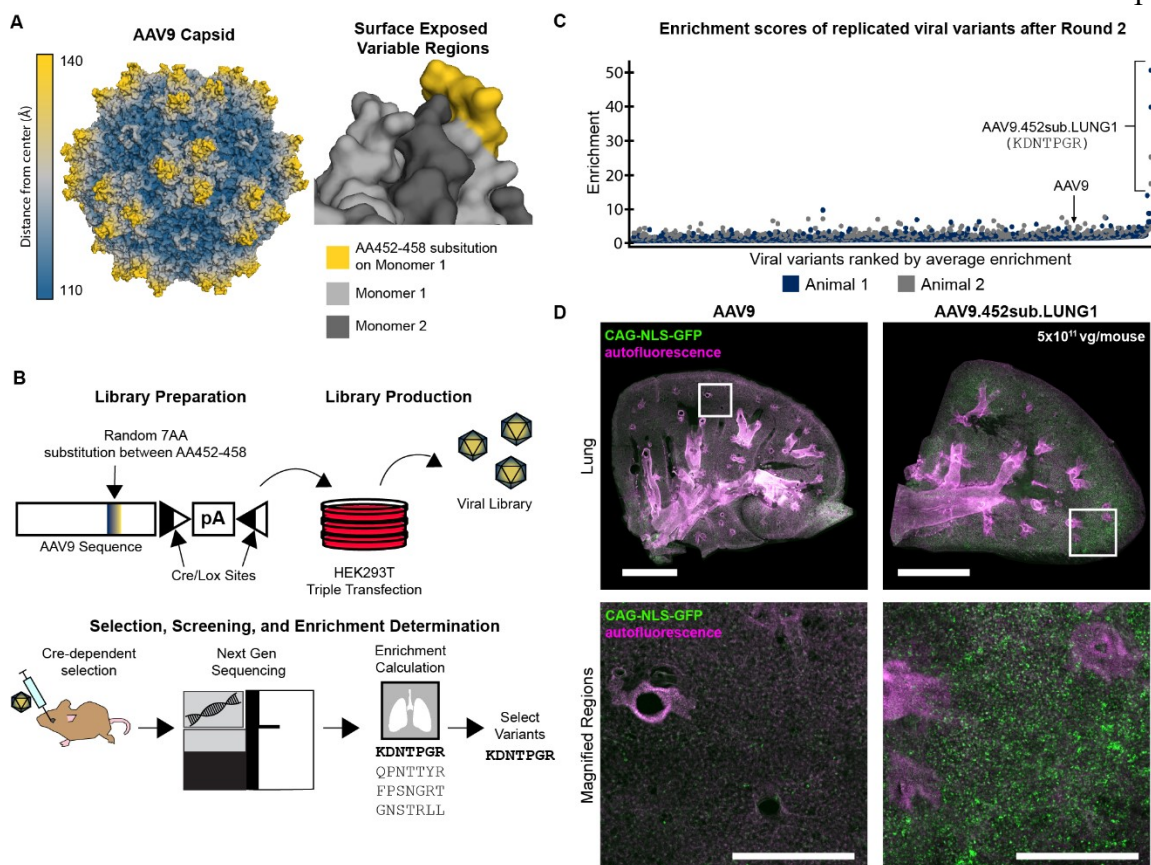 A
AAV9 Capsid
140
Distance from center (Å)
110
Surface Exposed
Variable Regions
AA452-458 subsitution
on Monomer 1
Monomer 1
Monomer 2
B
Library Preparation
Random 7AA
substitution between AA452-458
pA
AAV9 Sequence
Cre/Lox Sites
Library Production
HEK293T
Triple Transfection
Viral Library
Selection, Screening, and Enrichment Determination
Cre-dependent
selection
Next Gen
Sequencing
Enrichment
Calculation
KDNTPGR
QPNTTYR
FPSNGRT
GNSTRLL
Select
Variants
KDNTPGR
C
Enrichment scores of replicated viral variants after Round 2
Enrichment
50
40
30
20
10
0
AAV9.452sub.LUNG1
(KDNTPGR)
AAV9
Viral variants ranked by average enrichment
Animal 1
Animal 2
D
AAV9
AAV9.452sub.LUNG1
Lung
CAG-NLS-GFP
autofluorescence
5x10¹¹ vg/mouse
Magnified Regions
CAG-NLS-GFP
autofluorescence